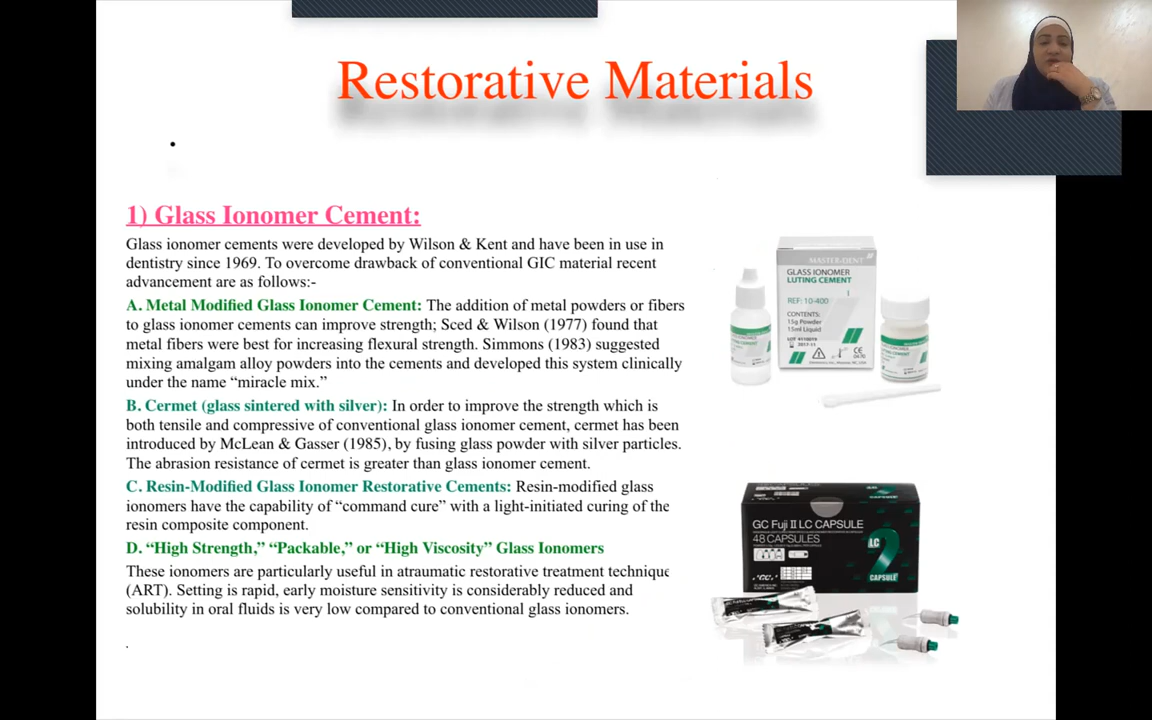 Restorative Materials
1) Glass Ionomer Cement:
Glass ionomer cements were developed by Wilson & Kent and have been in use in
dentistry since 1969. To overcome drawback of conventional GIC material recent
advancement are as follows:-
A. Metal Modified Glass Ionomer Cement: The addition of metal powders or fibers
to glass ionomer cements can improve strength; Sced & Wilson (1977) found that
metal fibers were best for increasing flexural strength. Simmons (1983) suggested
mixing amalgam alloy powders into the cements and developed this system clinically
under the name “miracle mix.”
B. Cermet (glass sintered with silver): In order to improve the strength which is
both tensile and compressive of conventional glass ionomer cement, cermet has been
introduced by McLean & Gasser (1985), by fusing glass powder with silver particles.
The abrasion resistance of cermet is greater than glass ionomer cement.
C. Resin-Modified Glass Ionomer Restorative Cements: Resin-modified glass
ionomers have the capability of “command cure” with a light-initiated curing of the
resin composite component.
D. “High Strength,” “Packable,” or “High Viscosity” Glass Ionomers
These ionomers are particularly useful in atraumatic restorative treatment technique
(ART). Setting is rapid, early moisture sensitivity is considerably reduced and
solubility in oral fluids is very low compared to conventional glass ionomers.
MASTER-DENT
GLASS IONOMER
LUTING CEMENT
REF: 10-400
CONTENTS:
15g Powder
15ml Liquid
GC Fuji II LC CAPSULE
48 CAPSULES
LC
2
CAPSULE